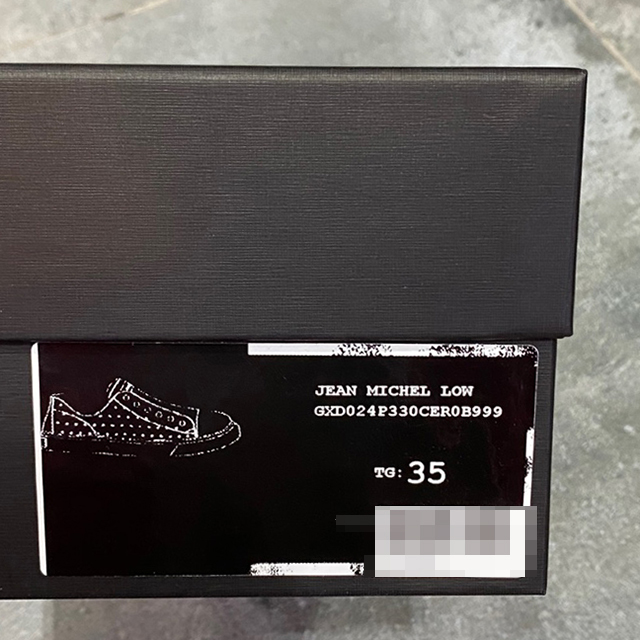 JEAN MICHEL LOW
GXD024P330CER0B999
TG: 35